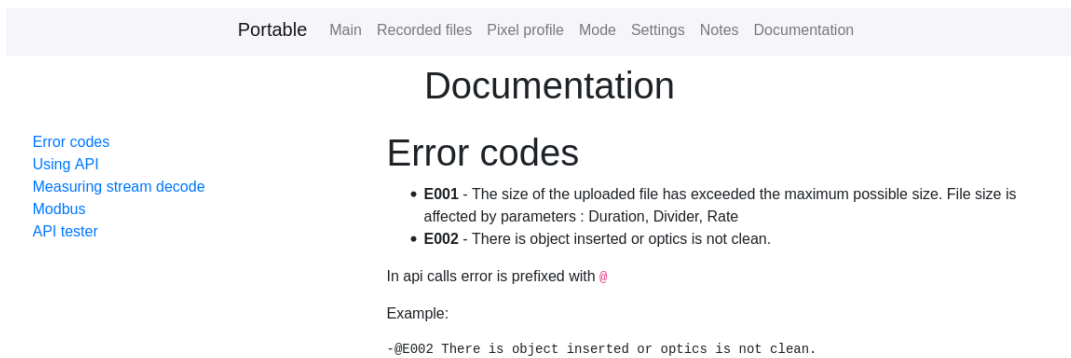 Portable Main Recorded files Pixel profile Mode Settings Notes Documentation
Documentation
Error codes
Using API
Measuring stream decode
Modbus
API tester
Error codes
• E001 - The size of the uploaded file has exceeded the maximum possible size. File size is
affected by parameters : Duration, Divider, Rate
• E002 - There is object inserted or optics is not clean.
In api calls error is prefixed with @
Example:
-@E002 There is object inserted or optics is not clean.